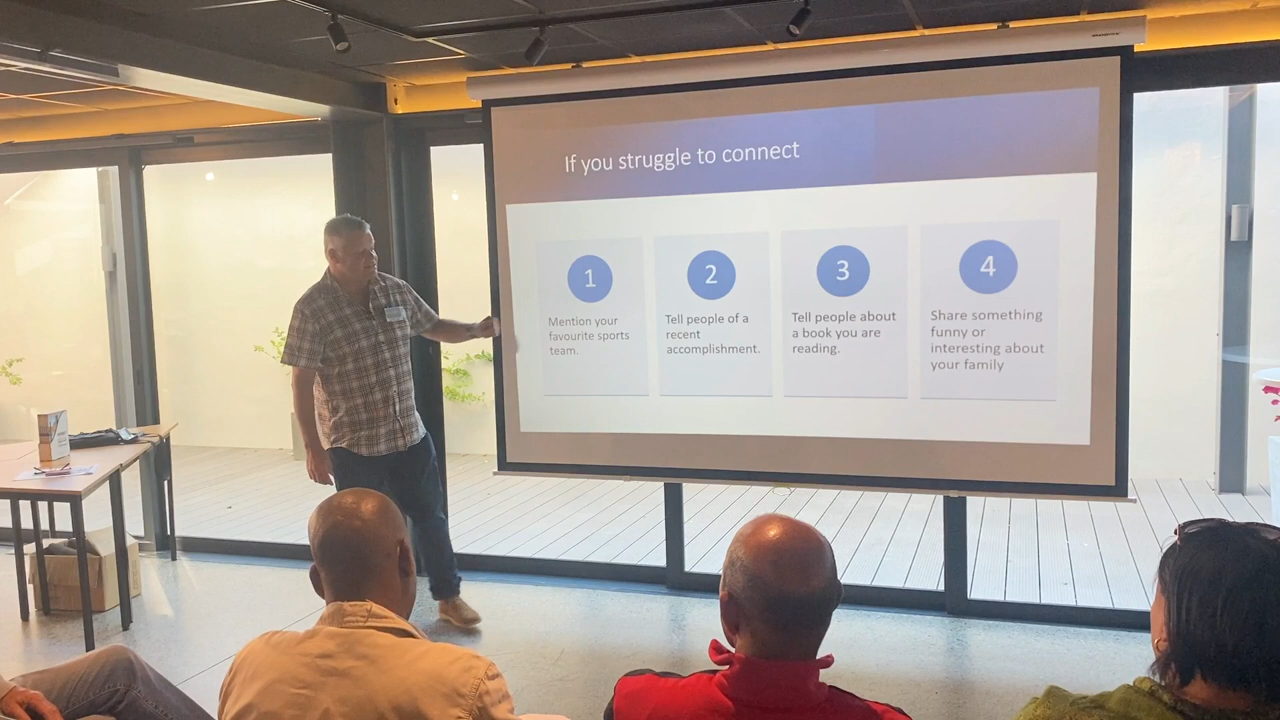 If you struggle to connect
1
Mention your
favourite sports
team.
2
Tell people of a
recent
accomplishment.
3
Tell people about
a book you are
reading.
4
Share something
funny or
interesting about
your family